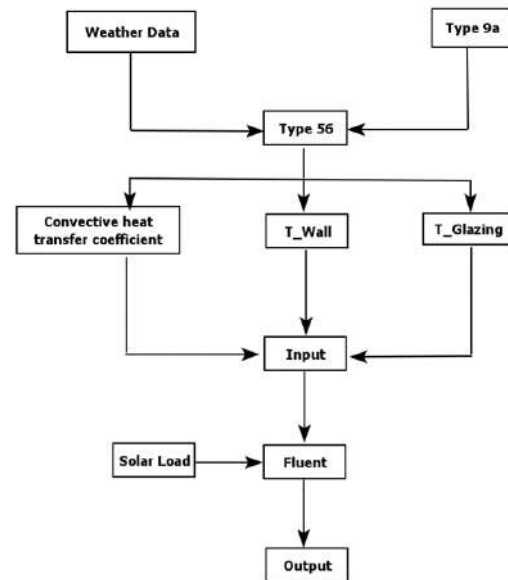 Weather Data
Type 9a
Type 56
Convective heat
transfer coefficient
T_Wall
T_Glazing
Input
Solar Load
Fluent
Output